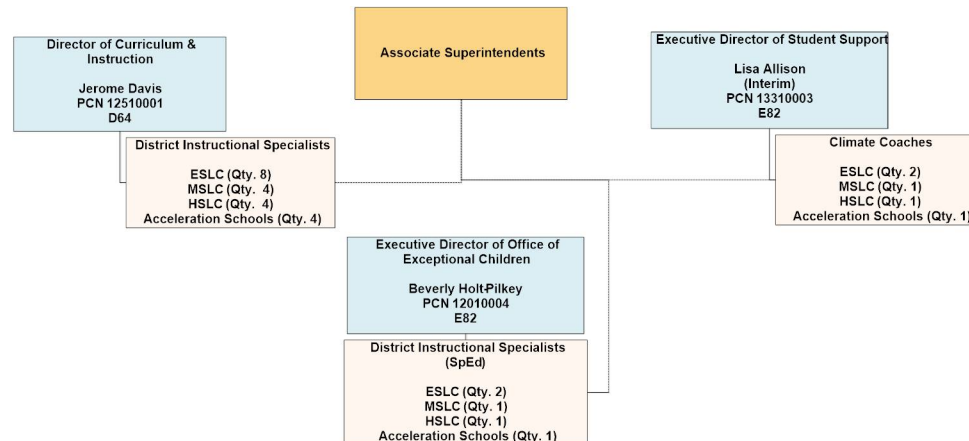 Director of Curriculum &
Instruction
Jerome Davis
PCN 12510001
D64
Associate Superintendents
Executive Director of Student Support
Lisa Allison
(Interim)
PCN 13310003
E82
District Instructional Specialists
ESLC (Qty. 8)
MSLC (Qty. 4)
HSLC (Qty. 4)
Acceleration Schools (Qty. 4)
Climate Coaches
ESLC (Qty. 2)
MSLC (Qty. 1)
HSLC (Qty. 1)
Acceleration Schools (Qty. 1)
Executive Director of Office of
Exceptional Children
Beverly Holt-Pilkey
PCN 12010004
E82
District Instructional Specialists
(SpEd)
ESLC (Qty. 2)
MSLC (Qty. 1)
HSLC (Qty. 1)
Acceleration Schools (Qty. 1)